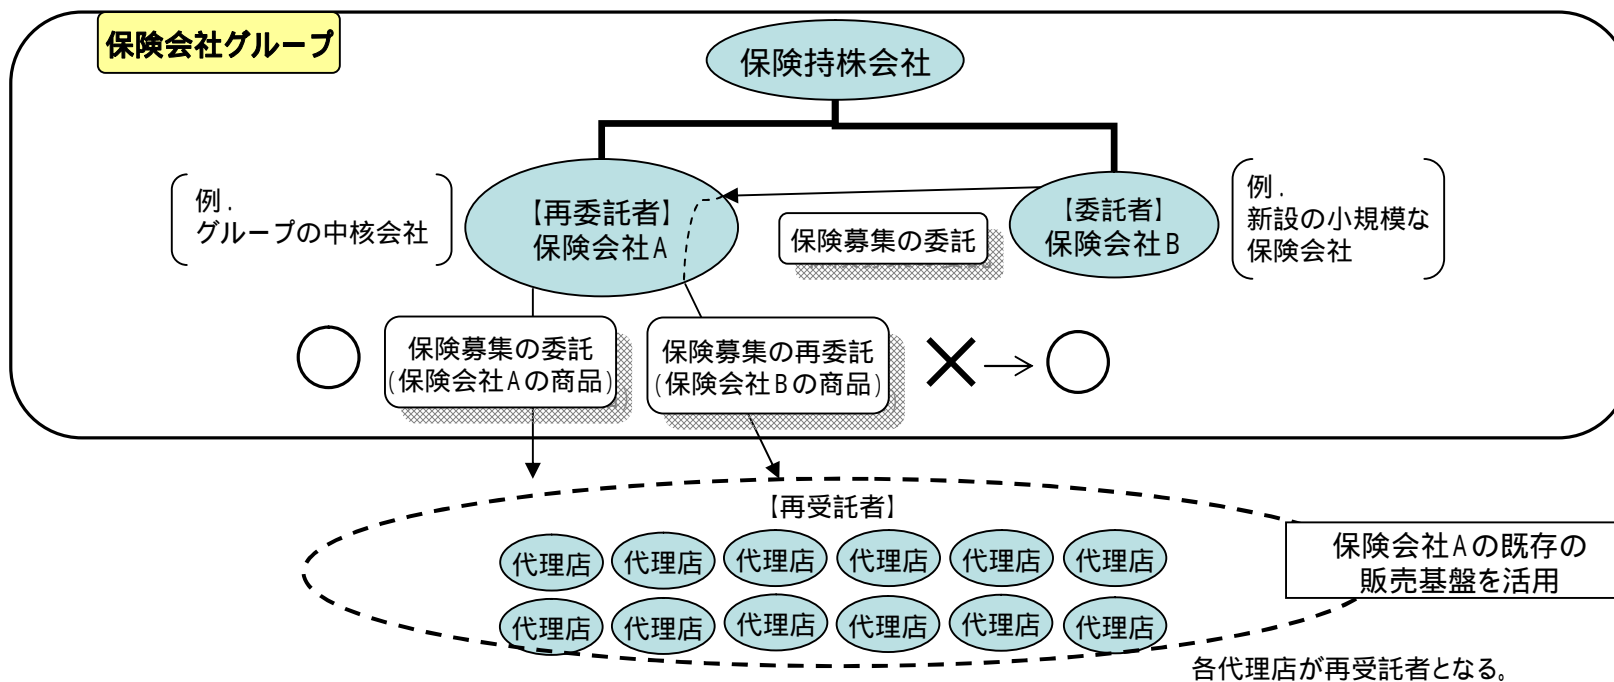 保険会社グループ
保険持株会社
例.
グループの中核会社
【再委託者】
保険会社A
保険募集の委託
【委託者】
保険会社B
例.
新設の小規模な
保険会社
保険募集の委託
(保険会社Aの商品)
保険募集の再委託
(保険会社Bの商品)
【再受託者】
代理店 代理店 代理店 代理店 代理店 代理店
代理店 代理店 代理店 代理店 代理店 代理店
保険会社Aの既存の
販売基盤を活用
各代理店が再受託者となる。